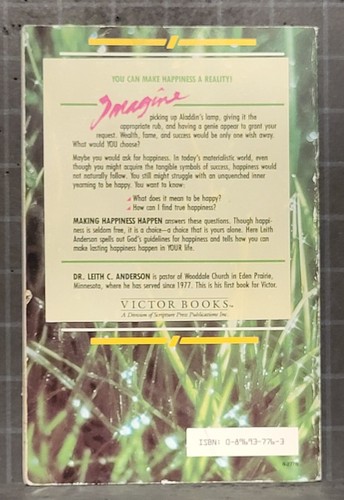 YOU CAN MAKE HAPPINESS A REALITY!
Imagine
picking up Aladdin's lamp, giving it the
appropriate rub, and having a genie appear to grant your
request. Wealth, fame, and success would be only one wish away.
What would YOU choose?
Maybe you would ask for happiness. In today's materialistic world, even
though you might acquire the tangible symbols of success, happiness would
not naturally follow. You still might struggle with an unquenched inner
yearning to be happy. You want to know:
What does it mean to be happy?
How can I find true happiness?
MAKING HAPPINESS HAPPEN answers these questions. Though happi-
ness is seldom free, it is a choice—a choice that is yours alone. Here Leith
Anderson spells out God's guidelines for happiness and tells how you can
make lasting happiness happen in YOUR life.
DR. LEITH C. ANDERSON is pastor of Wooddale Church in Eden Prairie,
Minnesota, where he has served since 1977. This is his first book for Victor.
VICTOR BOOKS™
A Division of Scripture Press Publications Inc.
ISBN: 0-89693-776-3